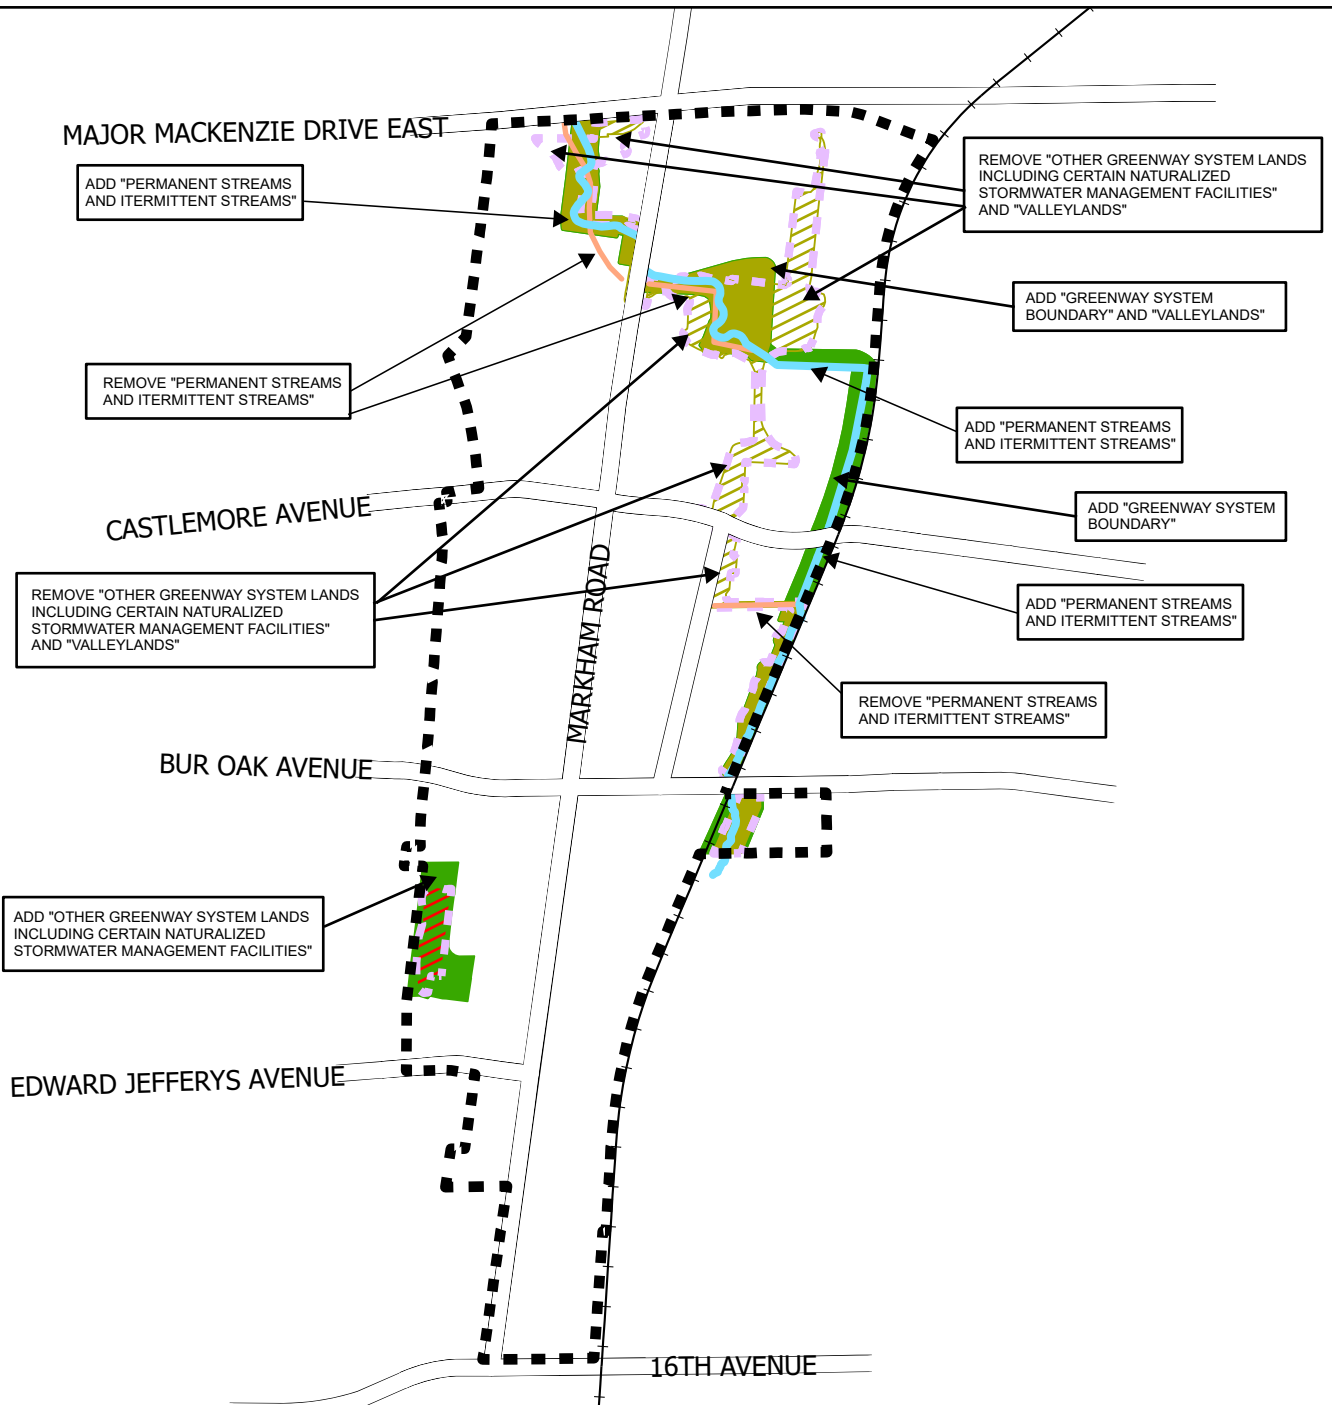 MAJOR MACKENZIE DRIVE EAST
REMOVE "OTHER GREENWAY SYSTEM LANDS
INCLUDING CERTAIN NATURALIZED
STORMWATER MANAGEMENT FACILITIES"
AND "VALLEYLANDS"
ADD "PERMANENT STREAMS
AND ITERMITTENT STREAMS"
ADD "GREENWAY SYSTEM
BOUNDARY" AND "VALLEYLANDS"
REMOVE "PERMANENT STREAMS
AND ITERMITTENT STREAMS"
ADD "PERMANENT STREAMS
AND ITERMITTENT STREAMS"
CASTLEMORE AVENUE
ADD "GREENWAY SYSTEM
BOUNDARY"
REMOVE "OTHER GREENWAY SYSTEM LANDS
INCLUDING CERTAIN NATURALIZED
STORMWATER MANAGEMENT FACILITIES"
AND "VALLEYLANDS"
MARKHAM ROAD
ADD "PERMANENT STREAMS
AND ITERMITTENT STREAMS"
REMOVE "PERMANENT STREAMS
AND ITERMITTENT STREAMS"
BUR OAK AVENUE
ADD "OTHER GREENWAY SYSTEM LANDS
INCLUDING CERTAIN NATURALIZED
STORMWATER MANAGEMENT FACILITIES"
EDWARD JEFFERYS AVENUE
16TH AVENUE